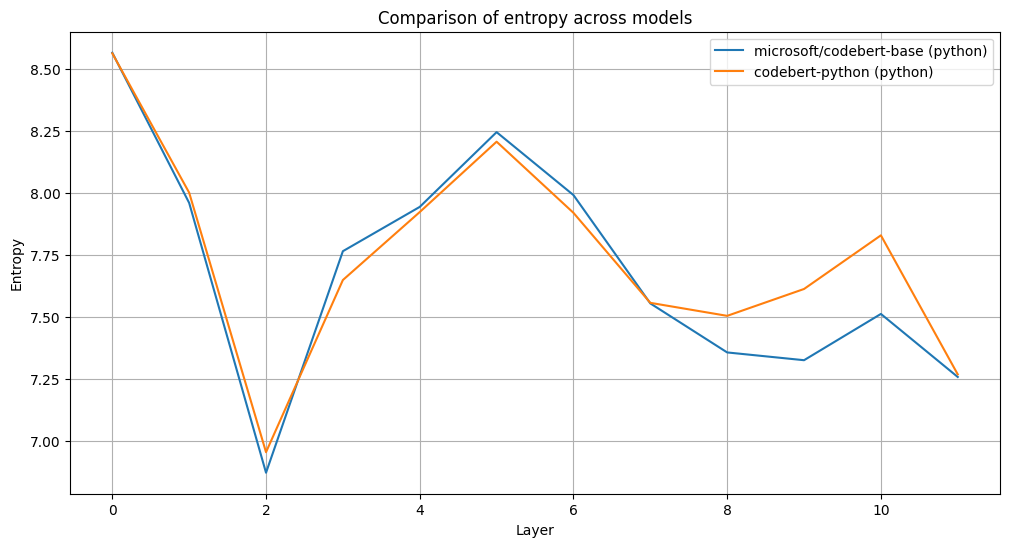 Comparison of entropy across models
microsoft/codebert-base (python)
codebert-python (python)
Entropy
8.50
8.25
8.00
7.75
7.50
7.25
7.00
0 2 4 6 8 10
Layer